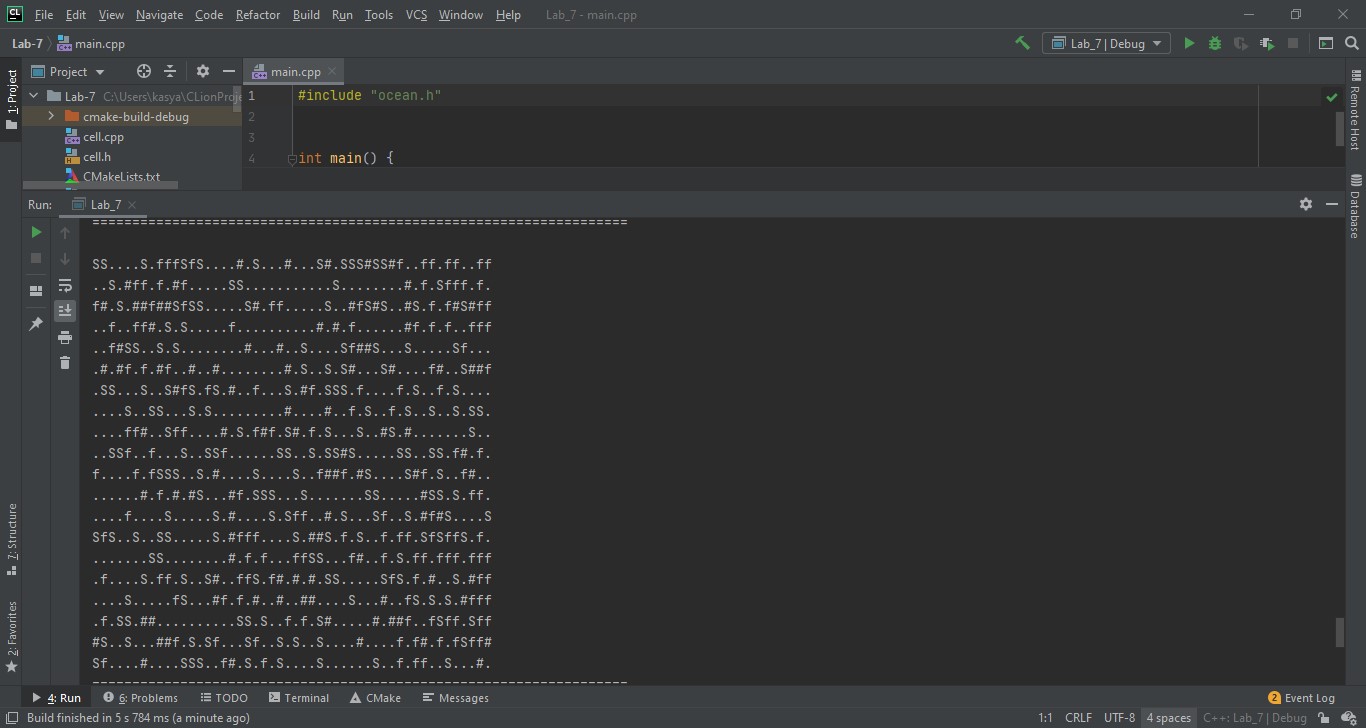 CL File Edit View Navigate Code Refactor Build Run Tools VCS Window Help Lab_7 - main.cpp
Lab-7 main.cpp Lab_7 | Debug
1: Project
Project main.cpp
Lab-7 C:\Users\kasya\CLionProje
cmake-build-debug
cell.cpp
cell.h
CMakeLists.txt
1 #include "ocean.h"
2
3
4 int main() {
Remote Host
Database
Run: Lab_7
===================================================================
SS....S.fffSfS....#.S...#...S#.SSS#SS#f..ff.ff..ff
..S.#ff.f.#f.....SS...........S........#.f.Sfff.f.
f#.S.##f##SfSS.....S#.ff.....S..#fS#S..#S.f.f#S#ff
..f..ff#.S.S.....f..........#.#.f......#f.f.f..fff
..f#SS..S.S........#...#..S....Sf##S...S.....Sf...
.#.#f.f.#f..#..#........#.S..S.S#...S#....f#..S##f
.SS...S..S#fS.fS.#..f...S.#f.SSS.f....f.S..f.S....
....S..SS...S.S.........#....#..f.S..f.S..S..S.SS.
....ff#..Sff....#.S.f#f.S#.f.S...S..#S.#.......S..
..SSf..f...S..SSf......SS..S.SS#S.....SS..SS.f#.f.
f....f.fSSS..S.#....S....S..f##f.#S....S#f.S..f#..
......#.f.#.#S...#f.SSS...S.......SS.....#SS.S.ff.
....f....S.....S.#....S.Sff..#.S...Sf..S.#f#S....S
SfS..S..SS.....S.#fff....S.##S.f.S..f.ff.SfSffS.f.
.......SS........#.f.f...ffSS...f#..f.S.ff.fff.fff
.f....S.ff.S..S#..ffS.f#.#.#.SS.....SfS.f.#..S.#ff
....S.....fS...#f.f.#..#..##....S...#..fS.S.S.#fff
.f.SS.##..........SS.S..f.f.S#.....#.##f..fSff.Sff
#S..S...##f.S.Sf...Sf..S.S.S..S....#....f.f#.f.fSff#
Sf....#....SSS..f#.S.f.S....S......S..f.ff..S...#.
-------------------------------------------------------------------
7: Structure
2: Favorites
4: Run 6: Problems TODO Terminal CMake Messages 2 Event Log
Build finished in 5 s 784 ms (a minute ago) 1:1 CRLF UTF-8 4 spaces C++: Lab_7 | Debug